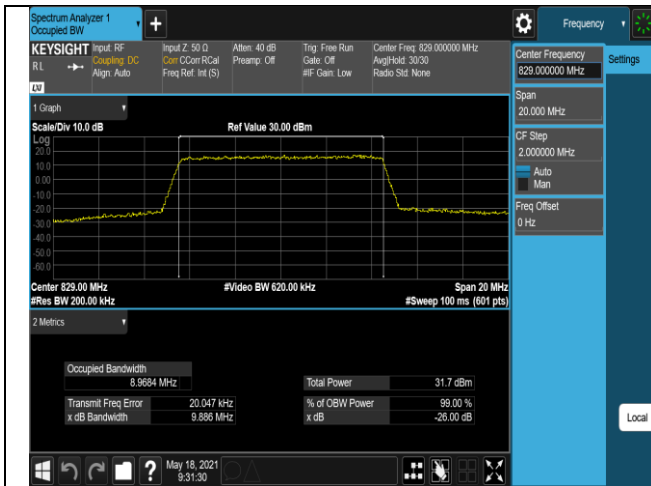 Spectrum Analyzer 1
Occupied BW
Frequency
KEYSIGHT
RL
LXI
Input: RF
Coupling: DC
Align: Auto
Input Z: 50 Ω
Corr CCorr RCal
Freq Ref: Int (S)
Atten: 40 dB
Preamp: Off
Trig: Free Run
Gate: Off
#IF Gain: Low
Center Freq: 829.000000 MHz
Avg|Hold: 30/30
Radio Std: None
Center Frequency
829.000000 MHz
Settings
Span
20.000 MHz
CF Step
2.000000 MHz
Auto
Man
Freq Offset
0 Hz
Local
1 Graph
Scale/Div 10.0 dB
Ref Value 30.00 dBm
Log
20.0
10.0
0.00
-10.0
-20.0
-30.0
-40.0
-50.0
-60.0
Center 829.00 MHz
#Video BW 620.00 kHz
Span 20 MHz
#Res BW 200.00 kHz
#Sweep 100 ms (601 pts)
2 Metrics
Occupied Bandwidth
8.9684 MHz
Total Power 31.7 dBm
Transmit Freq Error 20.047 kHz
% of OBW Power 99.00 %
x dB Bandwidth 9.886 MHz
x dB -26.00 dB
?
May 18, 2021
9:31:30